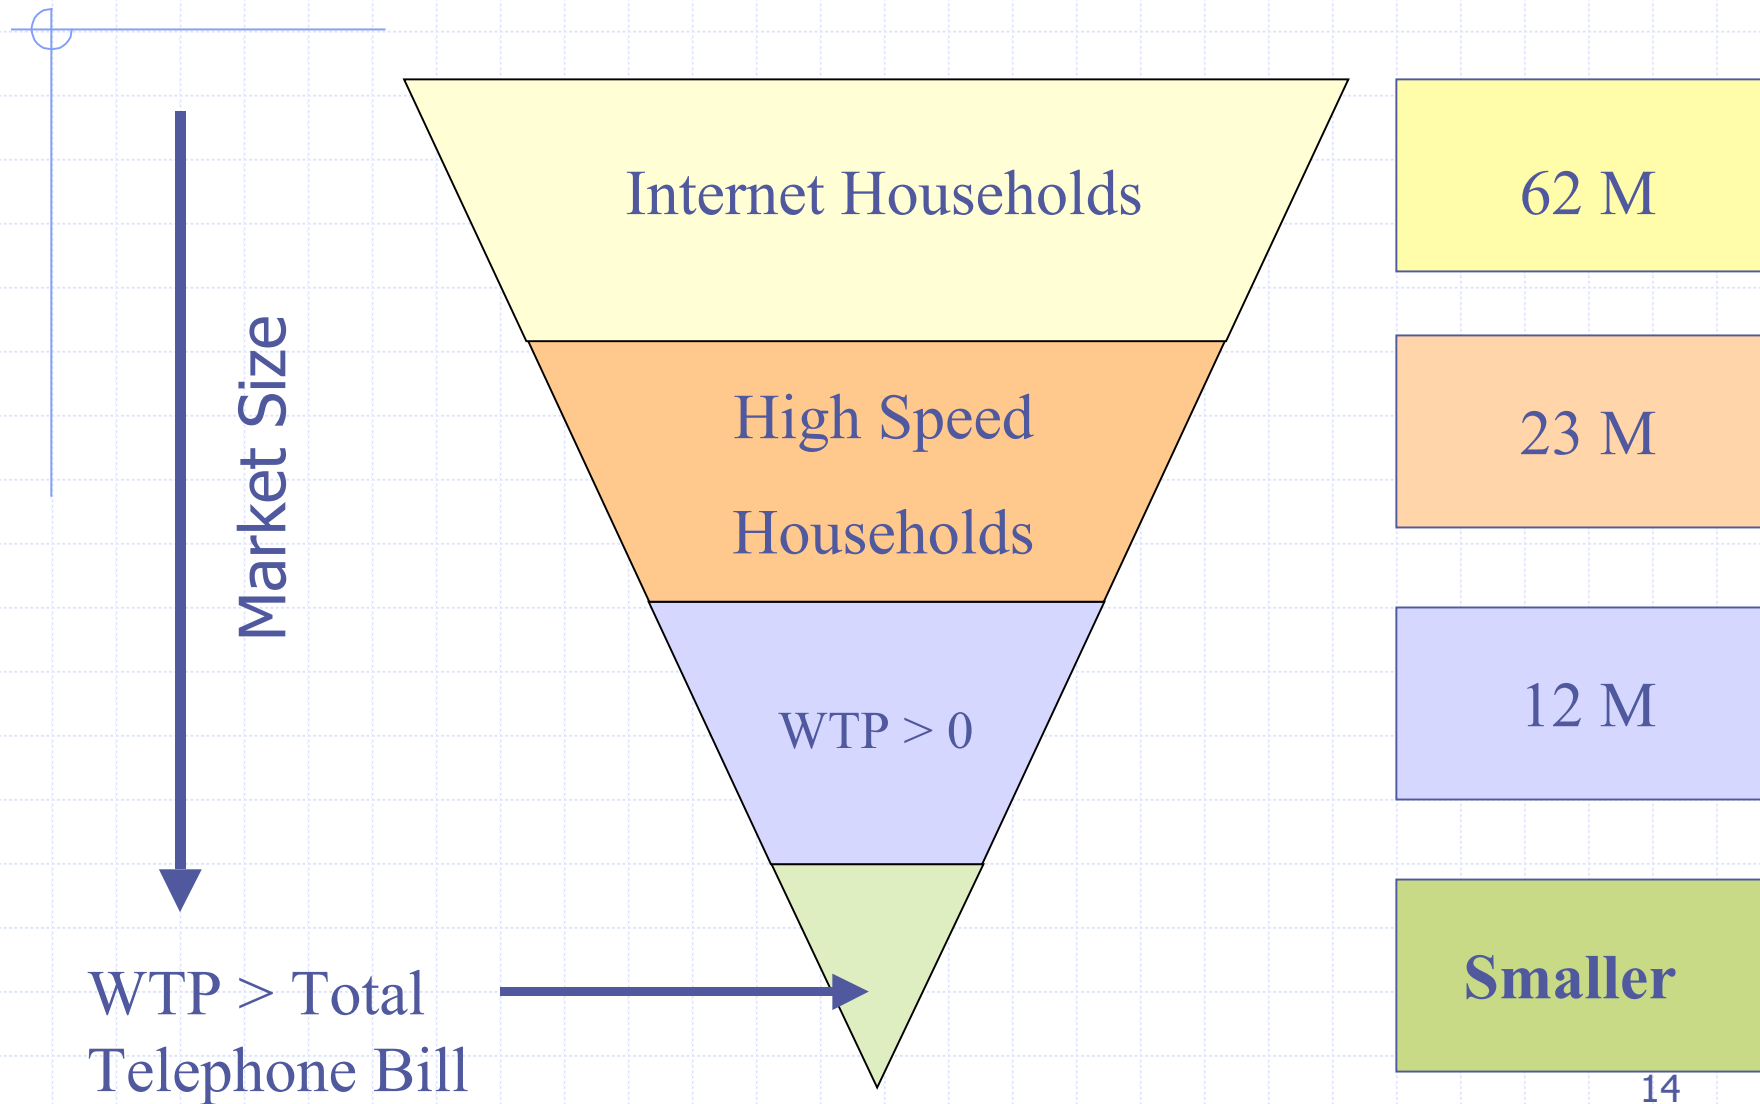 Internet Households
62 M
Market Size
High Speed
Households
23 M
WTP > 0
12 M
WTP > Total
Telephone Bill
Smaller
14